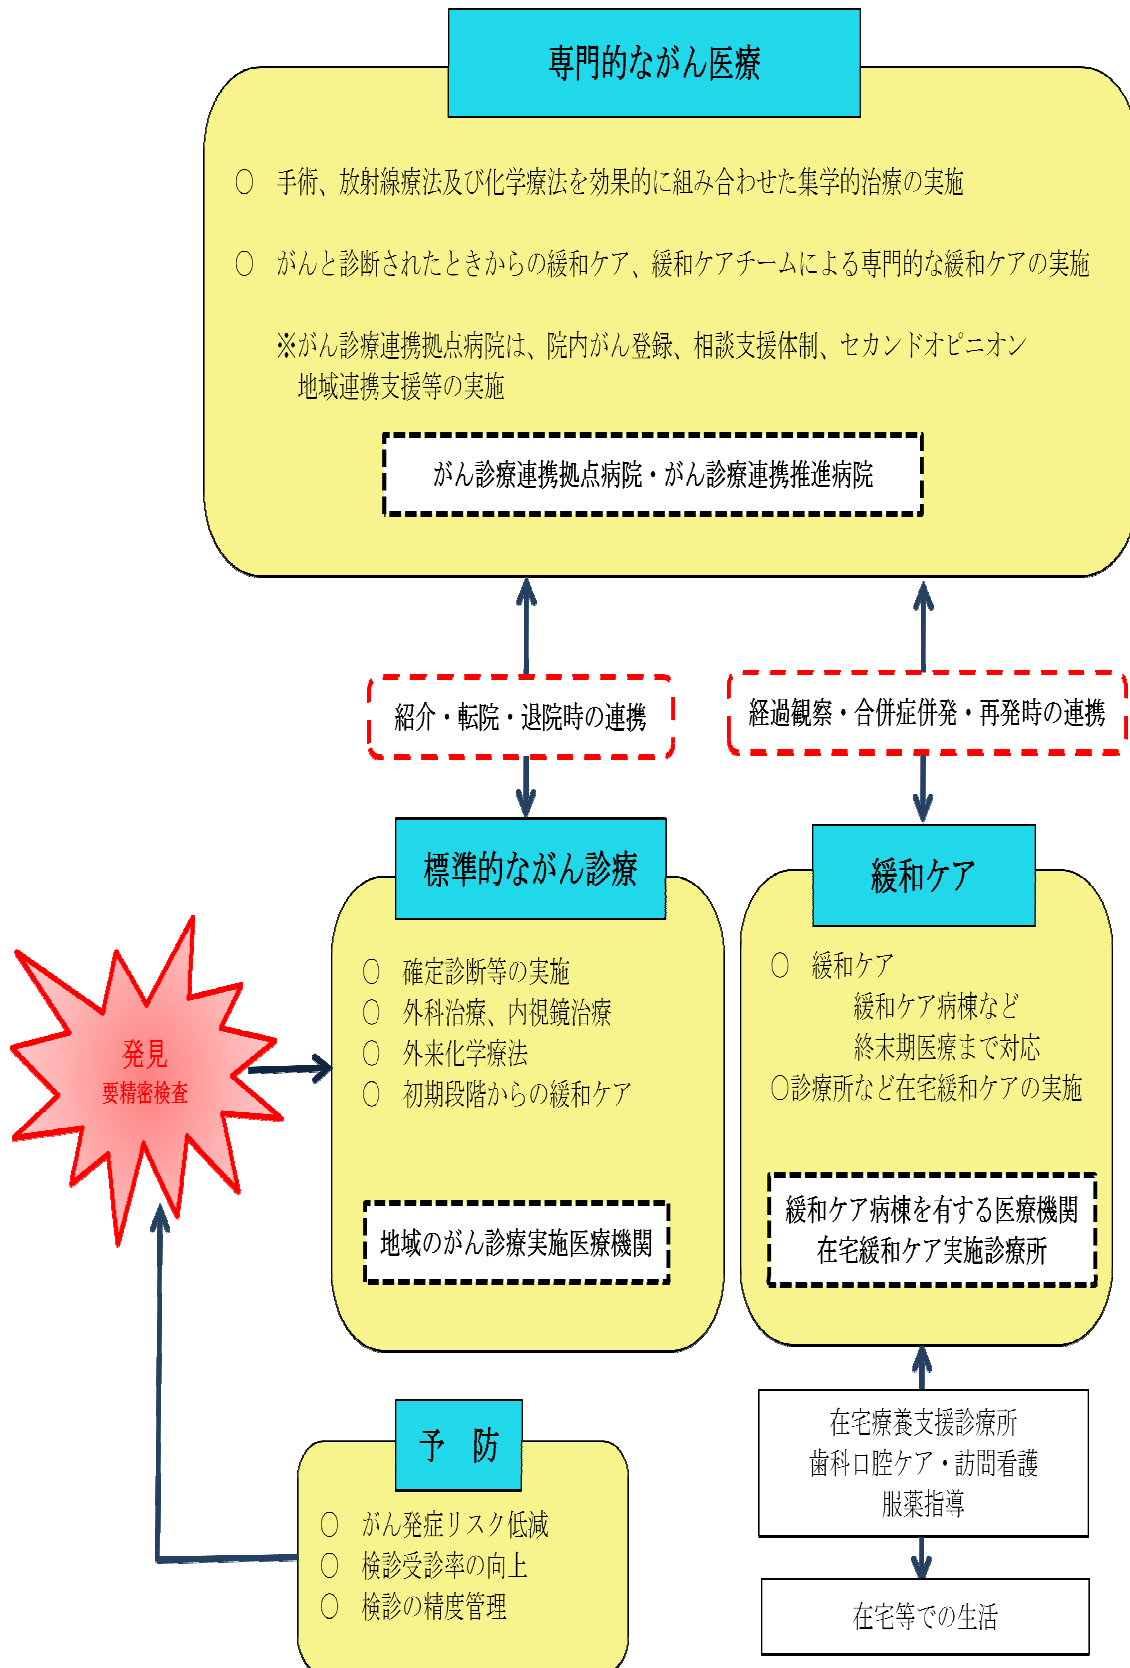 専門的ながん医療
○ 手術、放射線療法及び化学療法を効果的に組み合わせた集学的治療の実施
○ がんと診断されたときからの緩和ケア、緩和ケアチームによる専門的な緩和ケアの実施
※がん診療連携拠点病院は、院内がん登録、相談支援体制、セカンドオピニオン
地域連携支援等の実施
がん診療連携拠点病院・がん診療連携推進病院
紹介・転院・退院時の連携
経過観察・合併症併発・再発時の連携
標準的ながん診療
○ 確定診断等の実施
○ 外科治療、内視鏡治療
○ 外来化学療法
○ 初期段階からの緩和ケア
地域のがん診療実施医療機関
緩和ケア
○ 緩和ケア
緩和ケア病棟など
終末期医療まで対応
○診療所など在宅緩和ケアの実施
緩和ケア病棟を有する医療機関
在宅緩和ケア実施診療所
発見
要精密検査
予 防
○ がん発症リスク低減
○ 検診受診率の向上
○ 検診の精度管理
在宅療養支援診療所
歯科口腔ケア・訪問看護
服薬指導
在宅等での生活